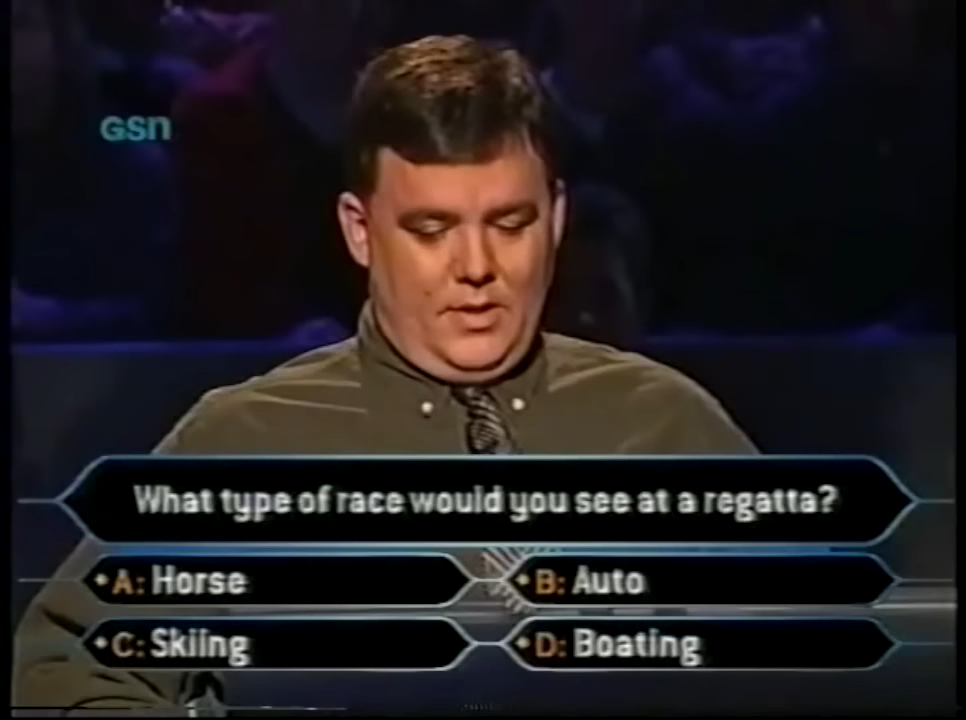 GSN
What type of race would you see at a regatta?
A: Horse
B: Auto
C: Skiing
D: Boating